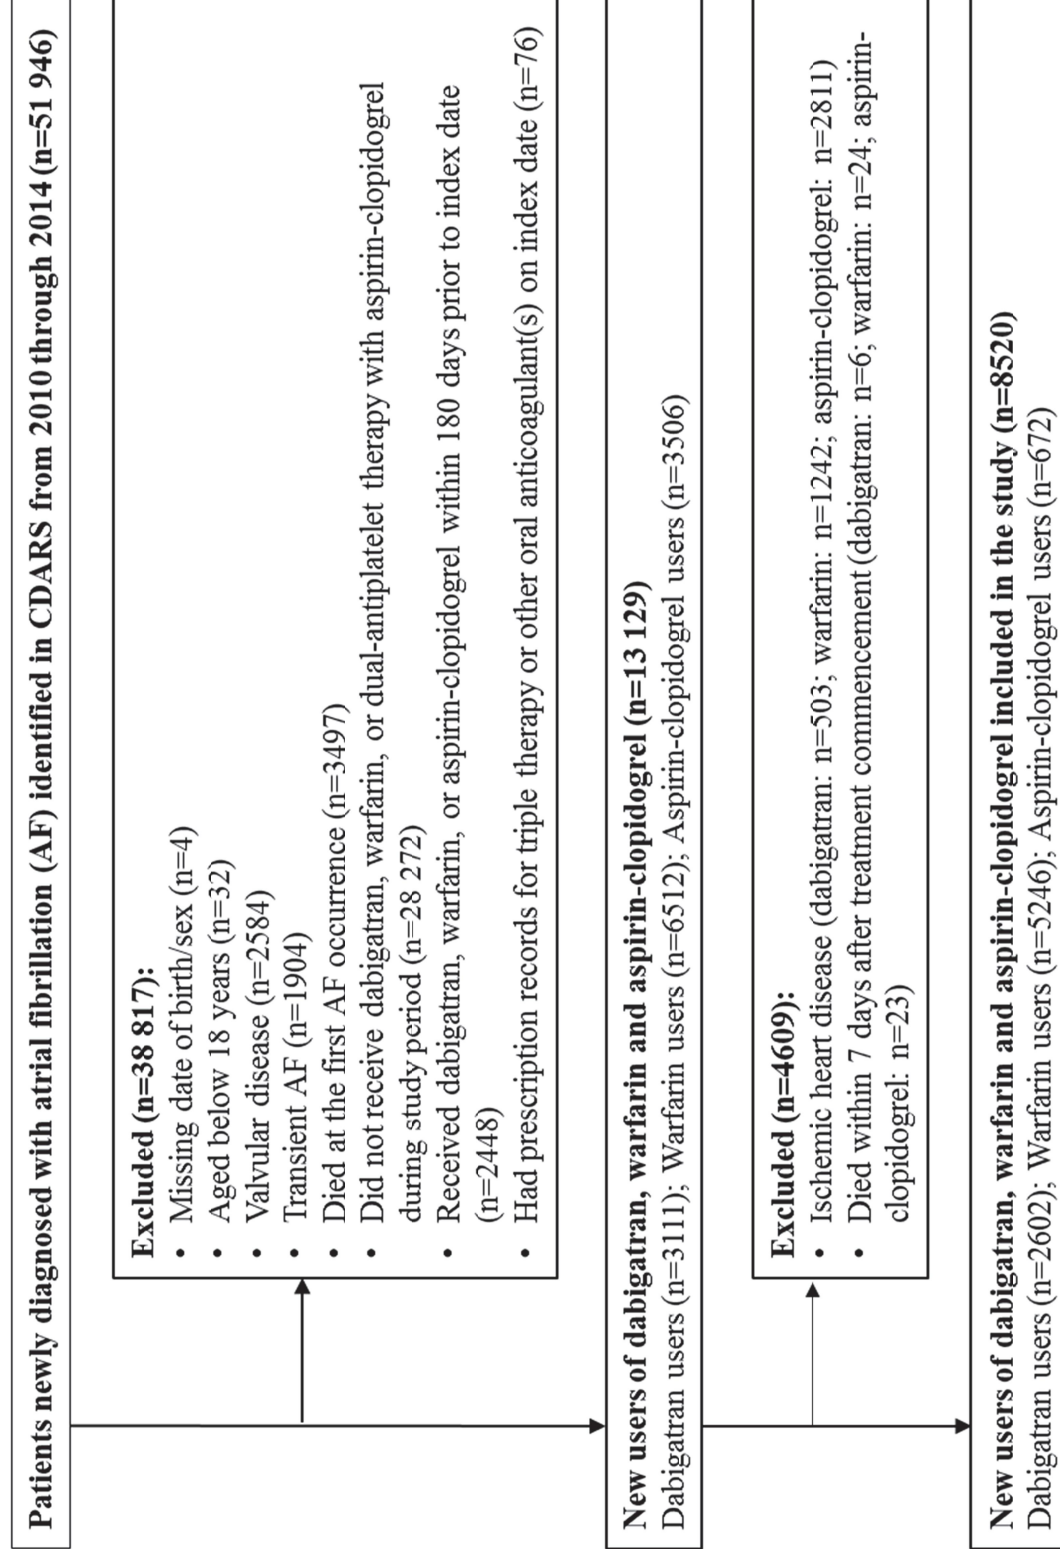 Patients newly diagnosed with atrial fibrillation (AF) identified in CDARS from 2010 through 2014 (n=51 946)
Excluded (n=38 817):
• Missing date of birth/sex (n=4)
• Aged below 18 years (n=32)
• Valvular disease (n=2584)
• Transient AF (n=1904)
• Died at the first AF occurrence (n=3497)
• Did not receive dabigatran, warfarin, or dual-antiplatelet therapy with aspirin-clopidogrel
during study period (n=28 272)
• Received dabigatran, warfarin, or aspirin-clopidogrel within 180 days prior to index date
(n=2448)
• Had prescription records for triple therapy or other oral anticoagulant(s) on index date (n=76)
New users of dabigatran, warfarin and aspirin-clopidogrel (n=13 129)
Dabigatran users (n=3111); Warfarin users (n=6512); Aspirin-clopidogrel users (n=3506)
Excluded (n=4609):
• Ischemic heart disease (dabigatran: n=503; warfarin: n=1242; aspirin-clopidogrel: n=2811)
• Died within 7 days after treatment commencement (dabigatran: n=6; warfarin: n=24; aspirin-
clopidogrel: n=23)
New users of dabigatran, warfarin and aspirin-clopidogrel included in the study (n=8520)
Dabigatran users (n=2602); Warfarin users (n=5246); Aspirin-clopidogrel users (n=672)